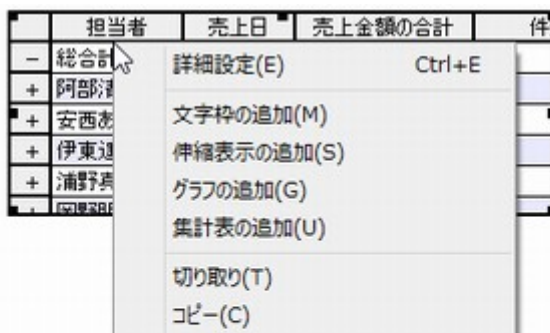 担当者 売上日 売上金額の合計 件
− 総合計
+ 阿部
+ 安西あ
+ 伊東
+ 浦野真
+
詳細設定(E) Ctrl+E
文字枠の追加(M)
伸縮表示の追加(S)
グラフの追加(G)
集計表の追加(U)
切り取り(T)
コピー(C)